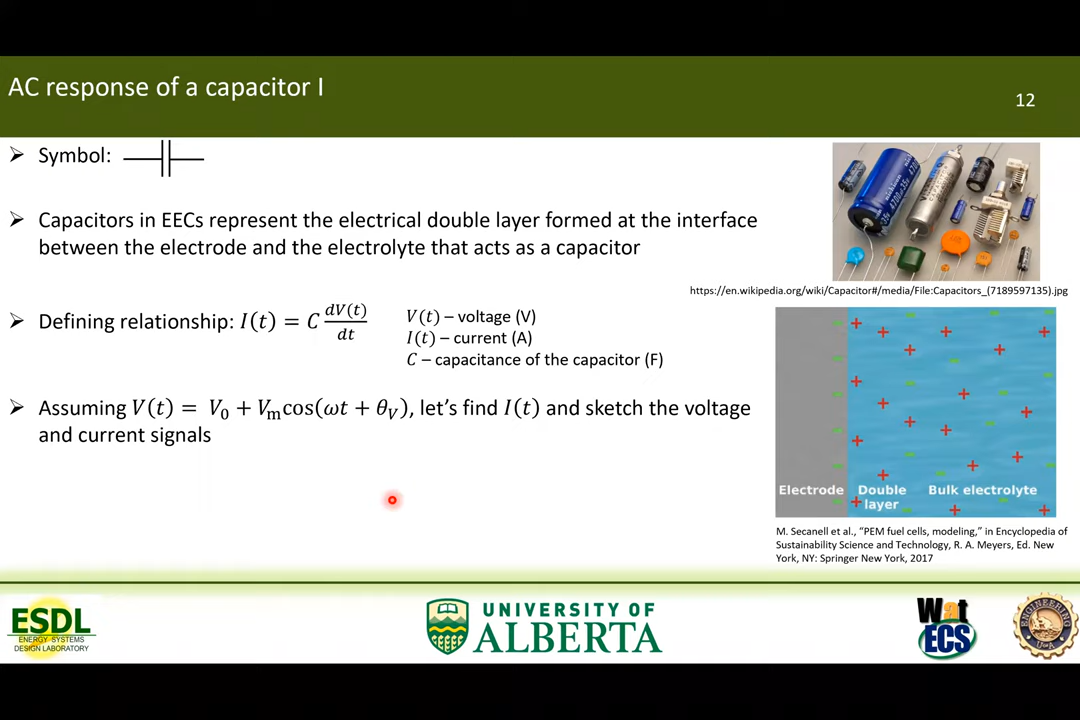 AC response of a capacitor I
12
➢ Symbol:
➢ Capacitors in EECs represent the electrical double layer formed at the interface
between the electrode and the electrolyte that acts as a capacitor
https://en.wikipedia.org/wiki/Capacitor#/media/File:Capacitors_(7189597135).jpg
➢ Defining relationship: I(t) = C dV(t)/dt
V(t) – voltage (V)
I(t) – current (A)
C – capacitance of the capacitor (F)
➢ Assuming V(t) = V₀ + Vₘcos(ωt + θ_V), let's find I(t) and sketch the voltage
and current signals
Electrode
Double
layer
Bulk electrolyte
M. Secanell et al., "PEM fuel cells, modeling," in Encyclopedia of
Sustainability Science and Technology, R. A. Meyers, Ed. New
York, NY: Springer New York, 2017
ESDL
ENERGY SYSTEMS
DESIGN LABORATORY
UNIVERSITY OF
ALBERTA
Wat
ECS
ENGINEERING
U of A